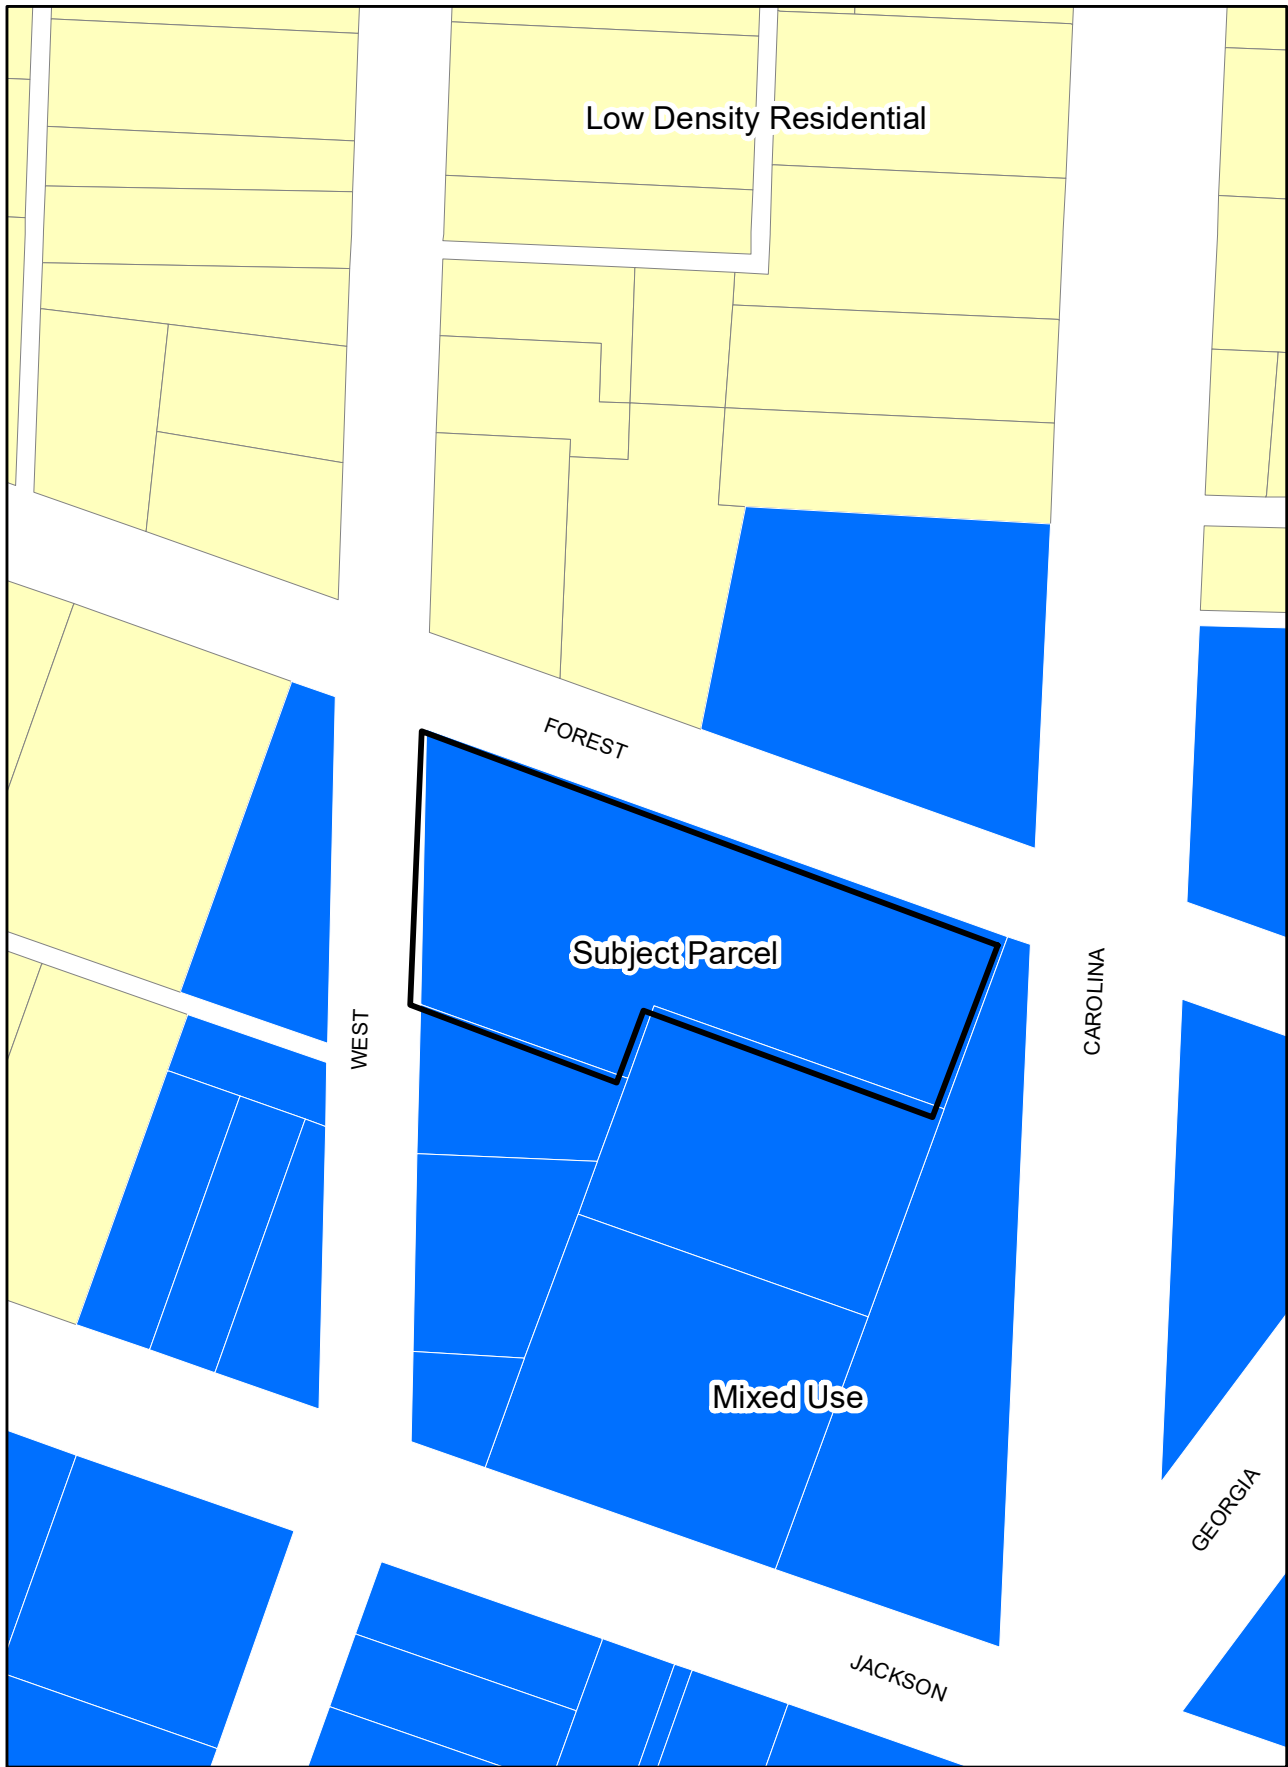 Low Density Residential
FOREST
Subject Parcel
CAROLINA
WEST
Mixed Use
GEORGIA
JACKSON